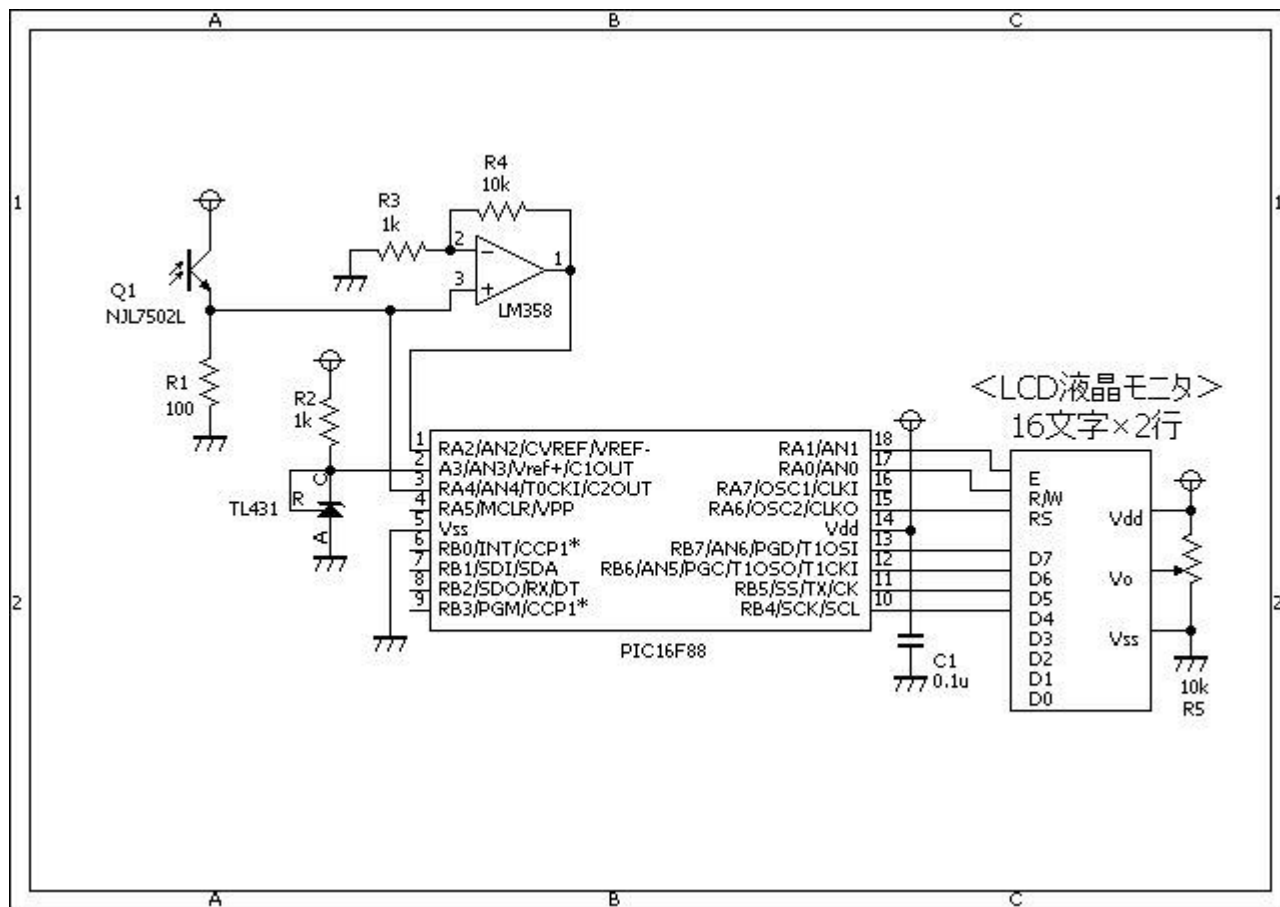 A B C
1 1
R4
10k
R3
1k
2
1
3
Q1
NJL7502L
LM358
R1
100
R2
1k
C
R
TL431
A
<LCD液晶モニタ>
16文字×2行
1 RA2/AN2/CVREF/VREF- RA1/AN1 18
2 A3/AN3/Vref+/C1OUT RA0/AN0 17
3 RA4/AN4/T0CKI/C2OUT RA7/OSC1/CLKI 16
4 RA5/MCLR/VPP RA6/OSC2/CLKO 15
5 Vss Vdd 14
6 RB0/INT/CCP1* RB7/AN6/PGD/T1OSI 13
7 RB1/SDI/SDA RB6/AN5/PGC/T1OSO/T1CKI 12
8 RB2/SDO/RX/DT RB5/SS/TX/CK 11
9 RB3/PGM/CCP1* RB4/SCK/SCL 10
PIC16F88
E
R/W
RS
D7
D6
D5
D4
D3
D2
D1
D0
Vdd
Vo
Vss
C1
0.1u
10k
R5
2 2
A B C